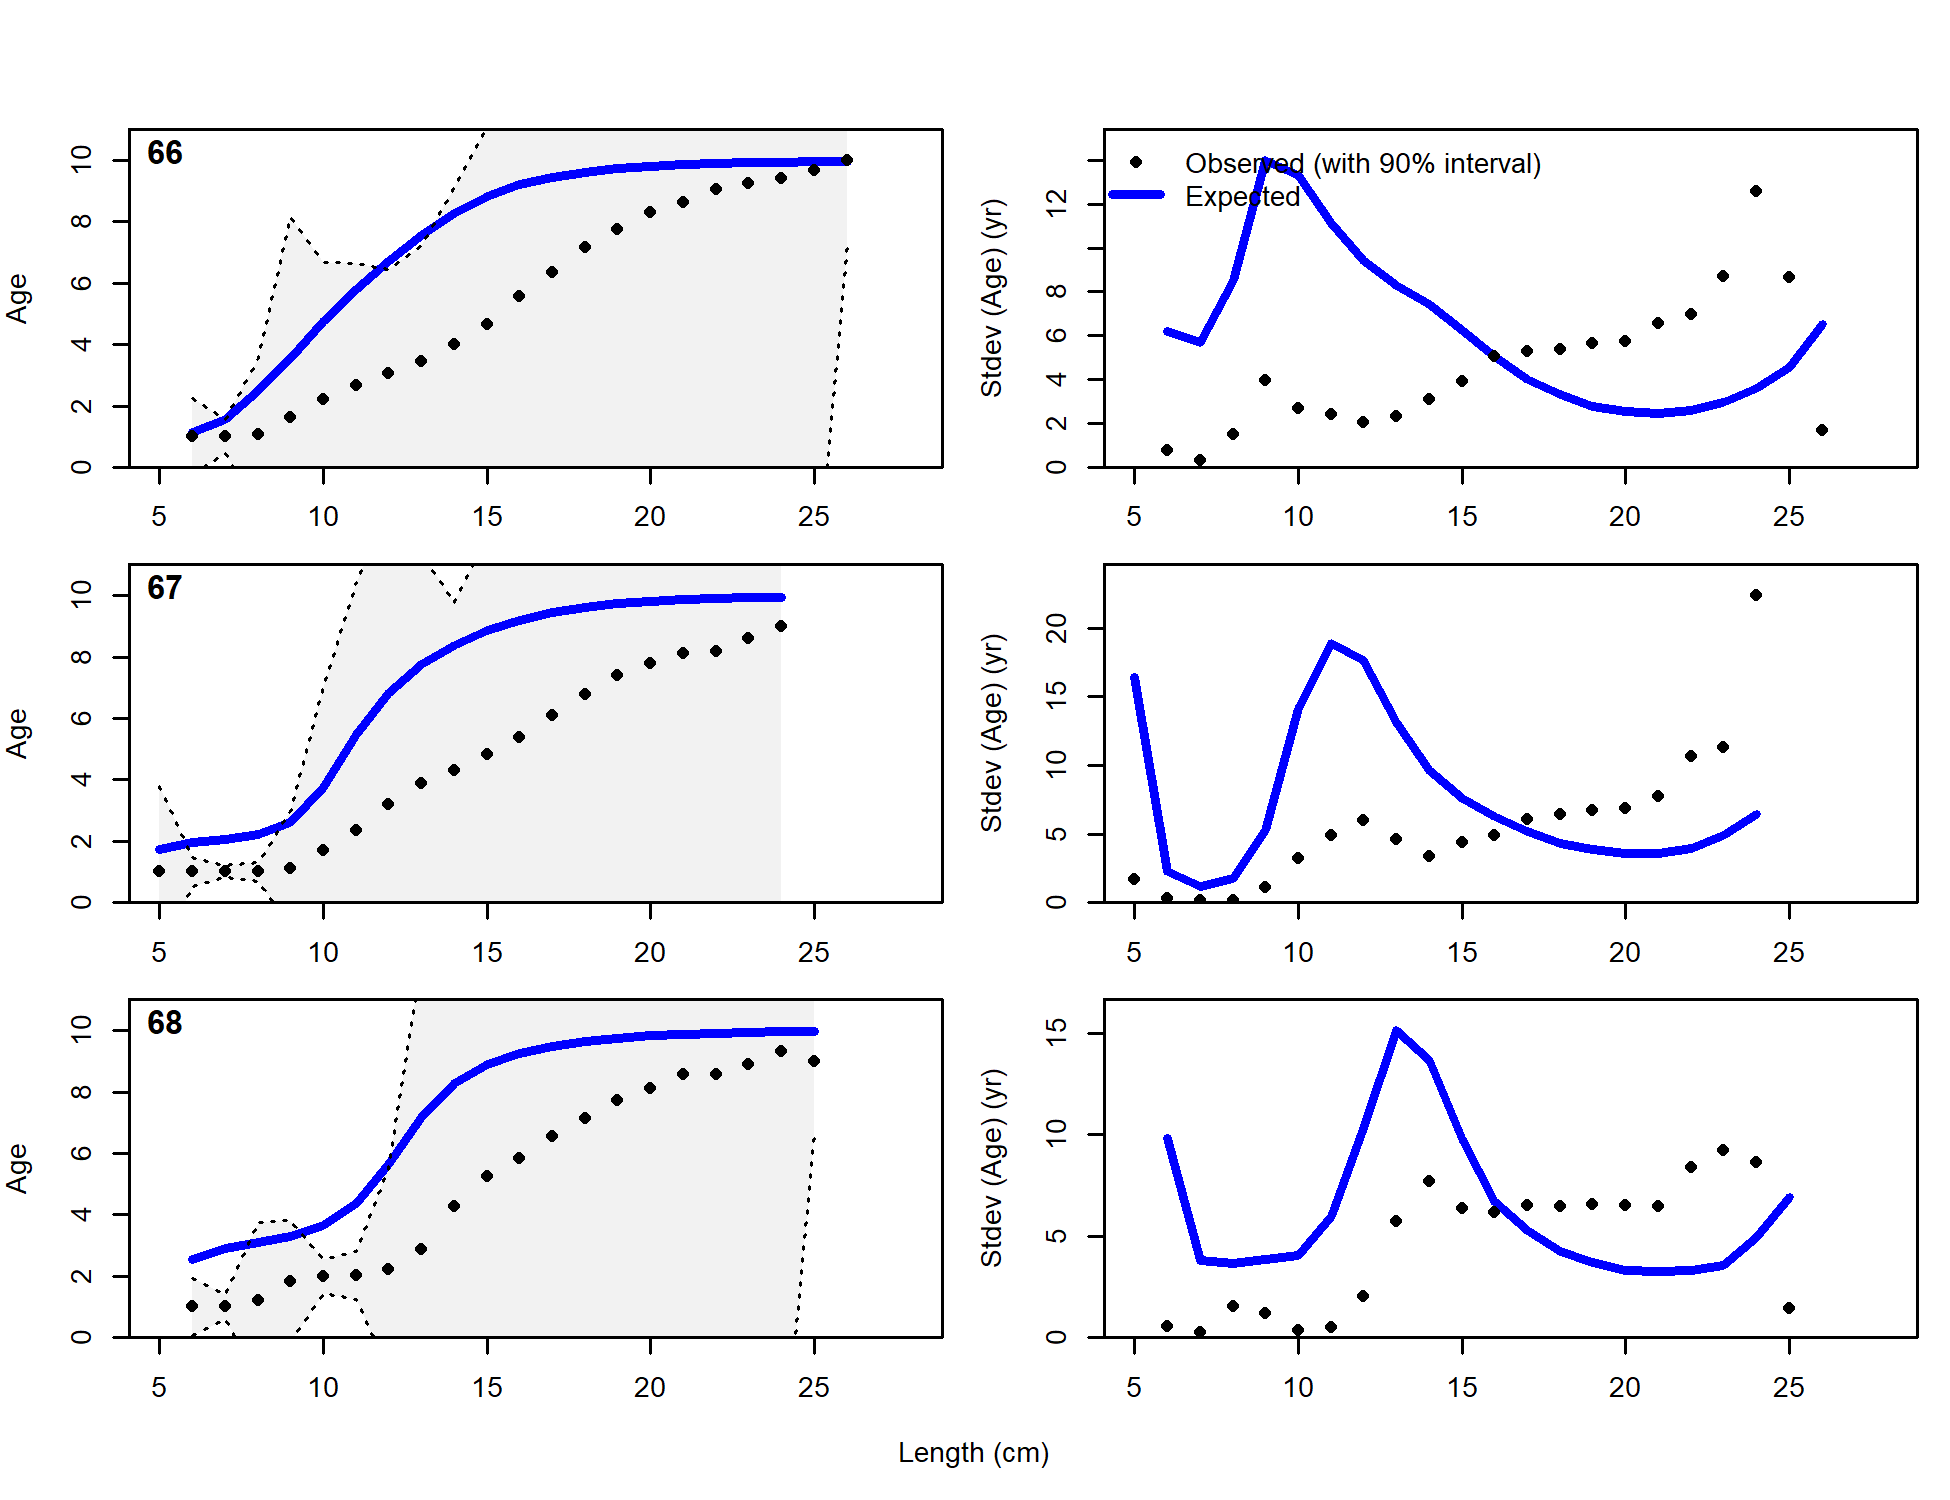 66
Age
0 2 4 6 8 10
5 10 15 20 25
Observed (with 90% interval)
Expected
Stdev (Age) (yr)
0 2 4 6 8 12
5 10 15 20 25
67
Age
0 2 4 6 8 10
5 10 15 20 25
Stdev (Age) (yr)
0 5 10 15 20
5 10 15 20 25
68
Age
0 2 4 6 8 10
5 10 15 20 25
Stdev (Age) (yr)
0 5 10 15
5 10 15 20 25
Length (cm)